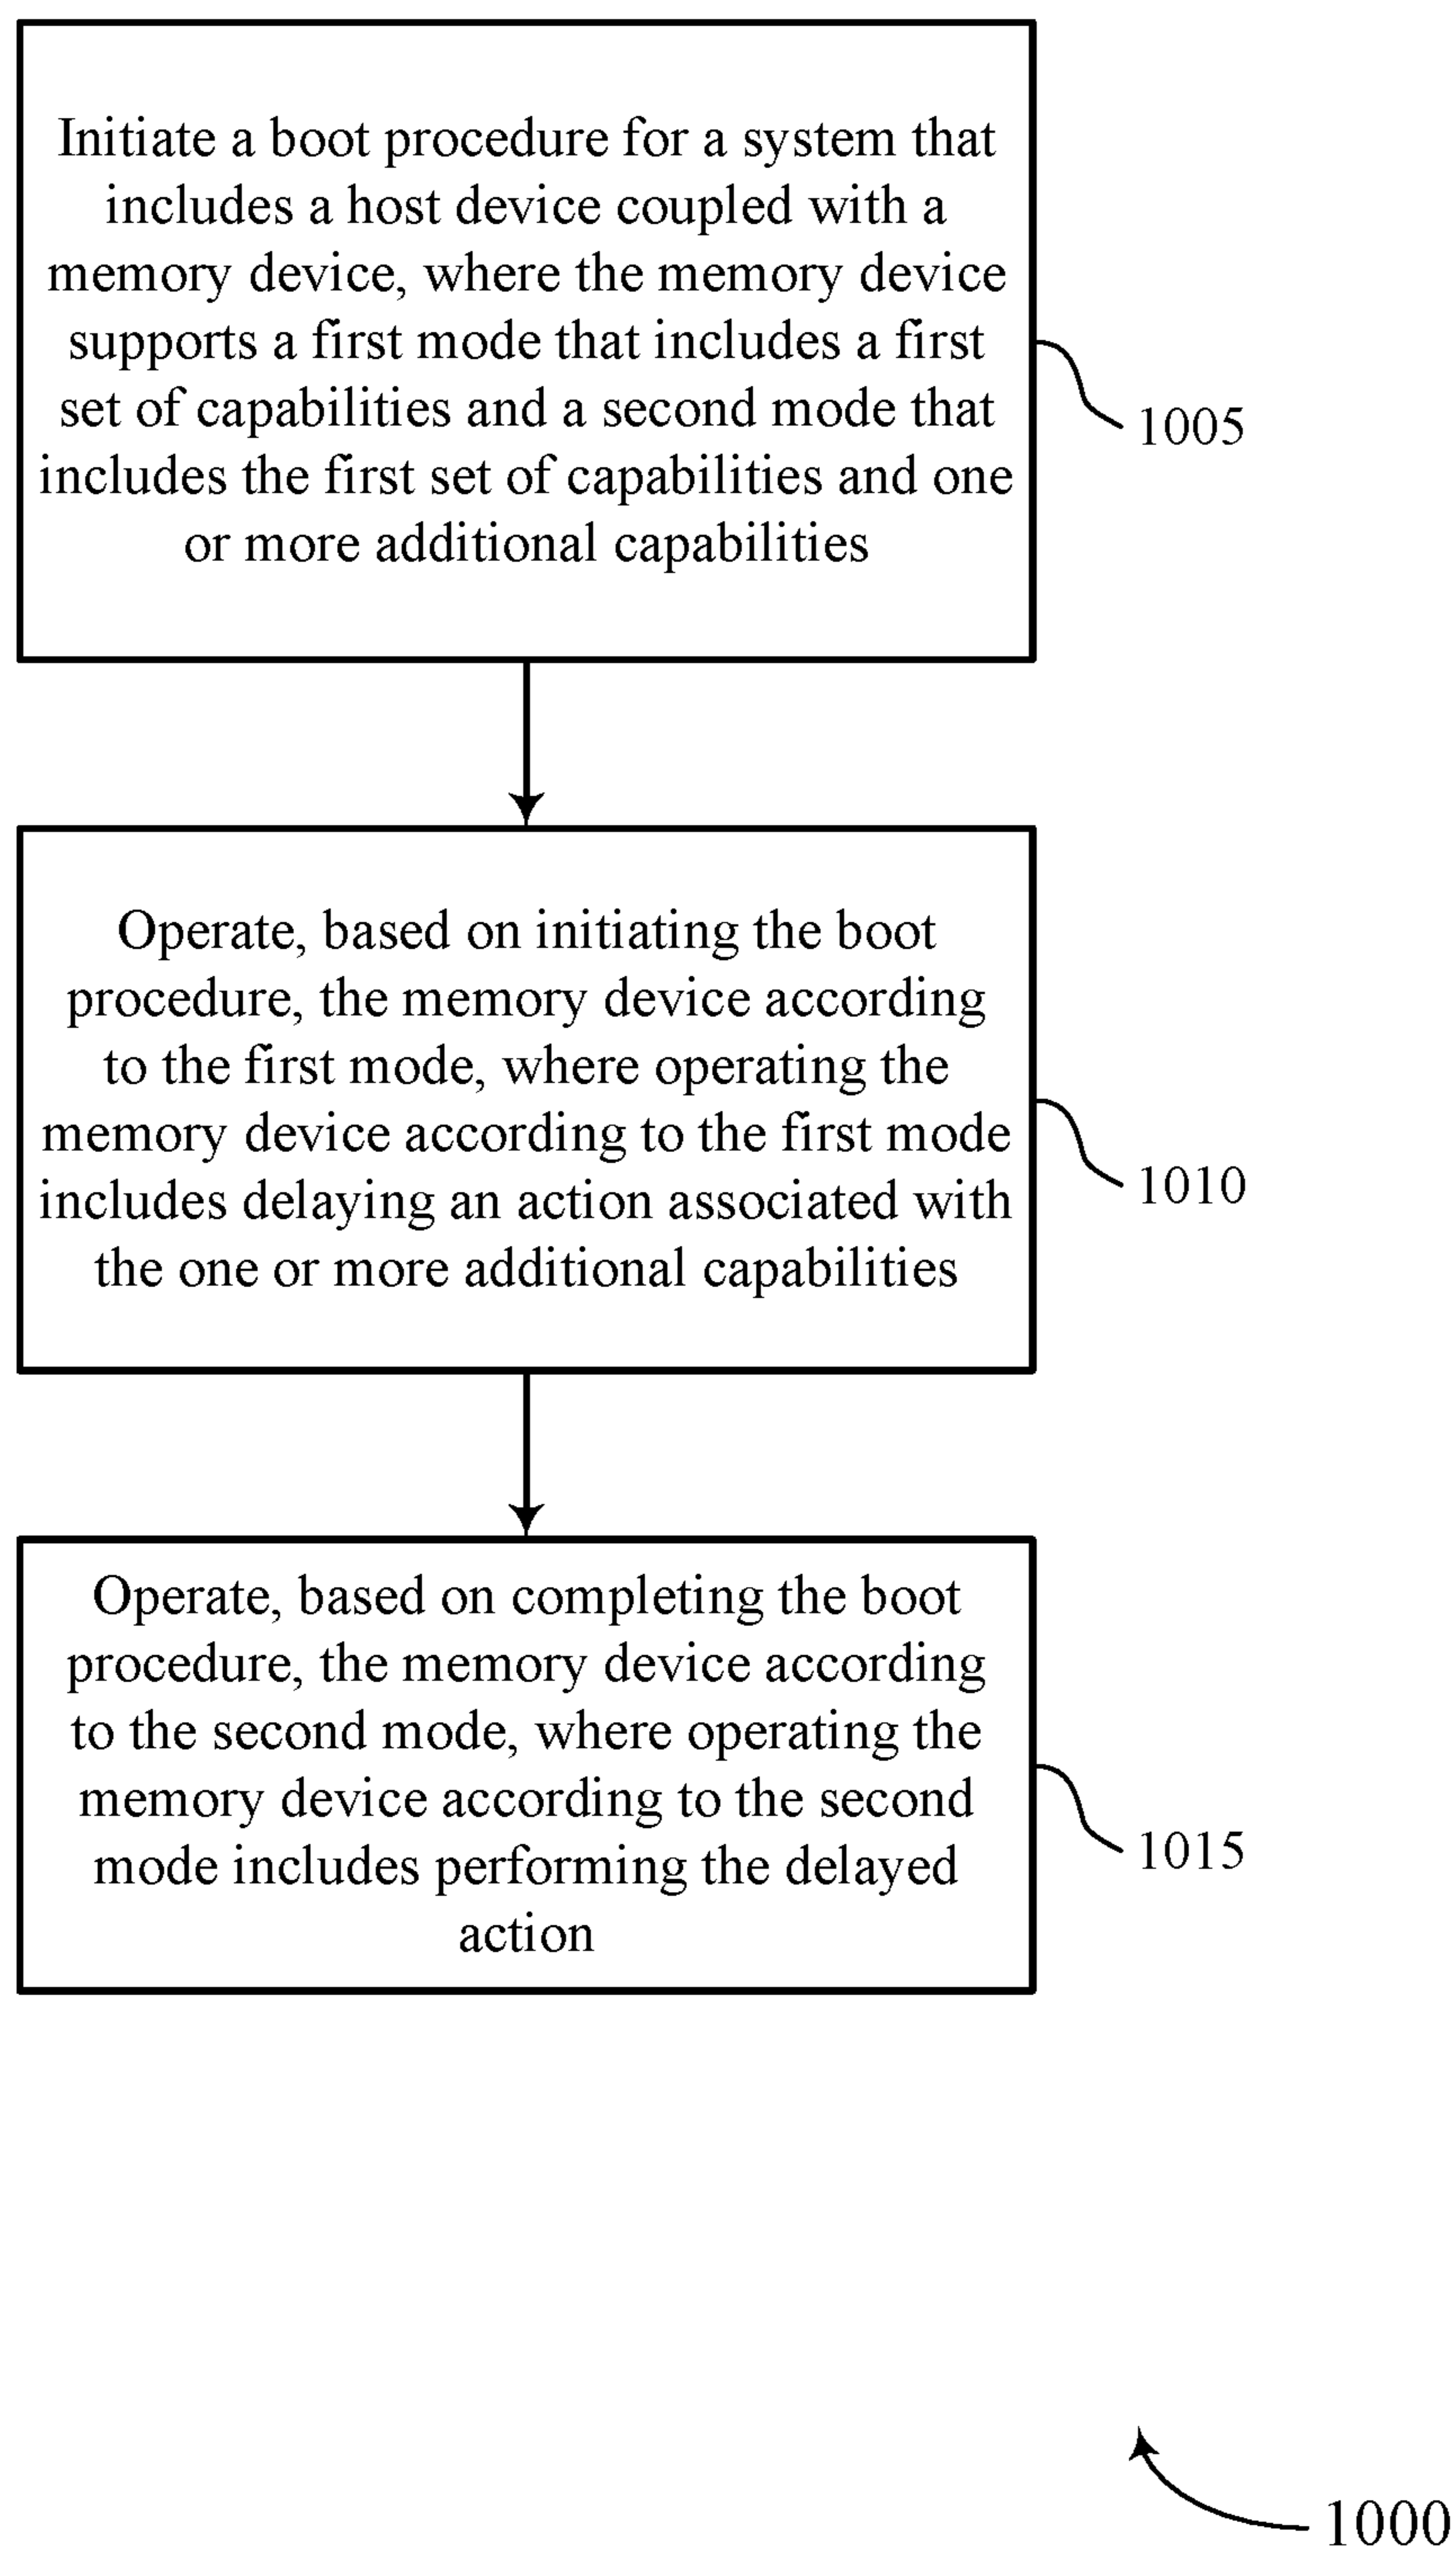 Initiate a boot procedure for a system that
includes a host device coupled with a
memory device, where the memory device
supports a first mode that includes a first
set of capabilities and a second mode that
includes the first set of capabilities and one
or more additional capabilities
1005
Operate, based on initiating the boot
procedure, the memory device according
to the first mode, where operating the
memory device according to the first mode
includes delaying an action associated with
the one or more additional capabilities
1010
Operate, based on completing the boot
procedure, the memory device according
to the second mode, where operating the
memory device according to the second
mode includes performing the delayed
action
1015
1000